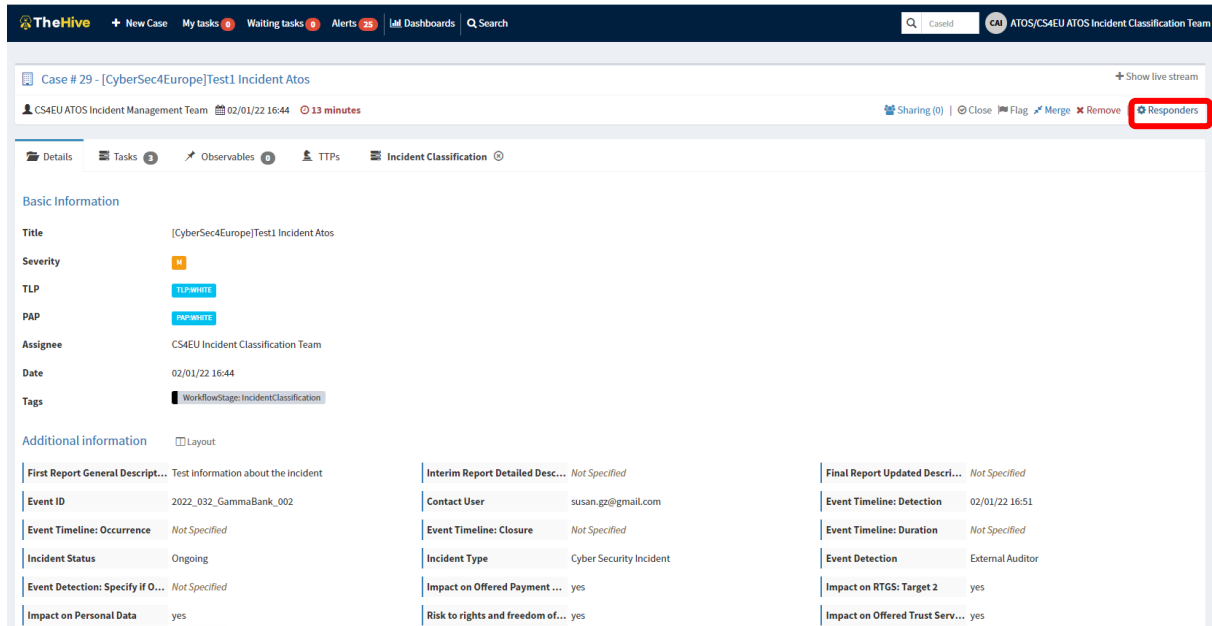 TheHive + New Case My tasks 0 Waiting tasks 0 Alerts 25 Dashboards Search CaseId CAI ATOS/CS4EU ATOS Incident Classification Team
Case # 29 - [CyberSec4Europe]Test1 Incident Atos + Show live stream
CS4EU ATOS Incident Management Team 02/01/22 16:44 13 minutes Sharing (0) | Close Flag Merge Remove | Responders
Details Tasks 3 Observables 0 TTPs Incident Classification
Basic Information
Title [CyberSec4Europe]Test1 Incident Atos
Severity M
TLP TLP:WHITE
PAP PAP:WHITE
Assignee CS4EU Incident Classification Team
Date 02/01/22 16:44
Tags WorkflowStage: IncidentClassification
Additional information Layout
First Report General Descript... Test information about the incident Interim Report Detailed Desc... Not Specified Final Report Updated Descri... Not Specified
Event ID 2022_032_GammaBank_002 Contact User susan.gz@gmail.com Event Timeline: Detection 02/01/22 16:51
Event Timeline: Occurrence Not Specified Event Timeline: Closure Not Specified Event Timeline: Duration Not Specified
Incident Status Ongoing Incident Type Cyber Security Incident Event Detection External Auditor
Event Detection: Specify if O... Not Specified Impact on Offered Payment ... yes Impact on RTGS: Target 2 yes
Impact on Personal Data yes Risk to rights and freedom of... yes Impact on Offered Trust Serv... yes